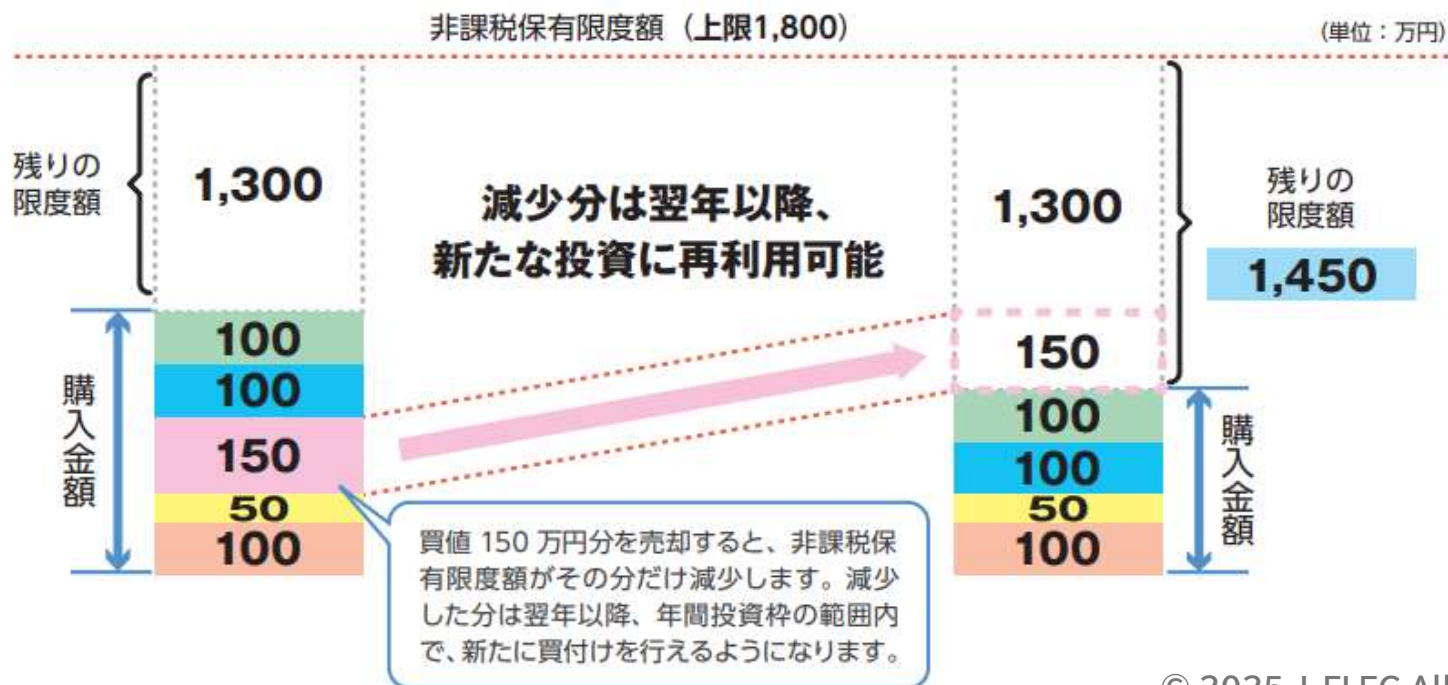 非課税保有限度額（上限1,800）
（単位：万円）
残りの
限度額
1,300
減少分は翌年以降、
新たな投資に再利用可能
1,300
残りの
限度額
1,450
購入金額
100
100
150
50
100
150
100
100
50
100
購入金額
買値 150 万円分を売却すると、非課税保
有限度額がその分だけ減少します。減少
した分は翌年以降、年間投資枠の範囲内
で、新たに買付けを行えるようになります。